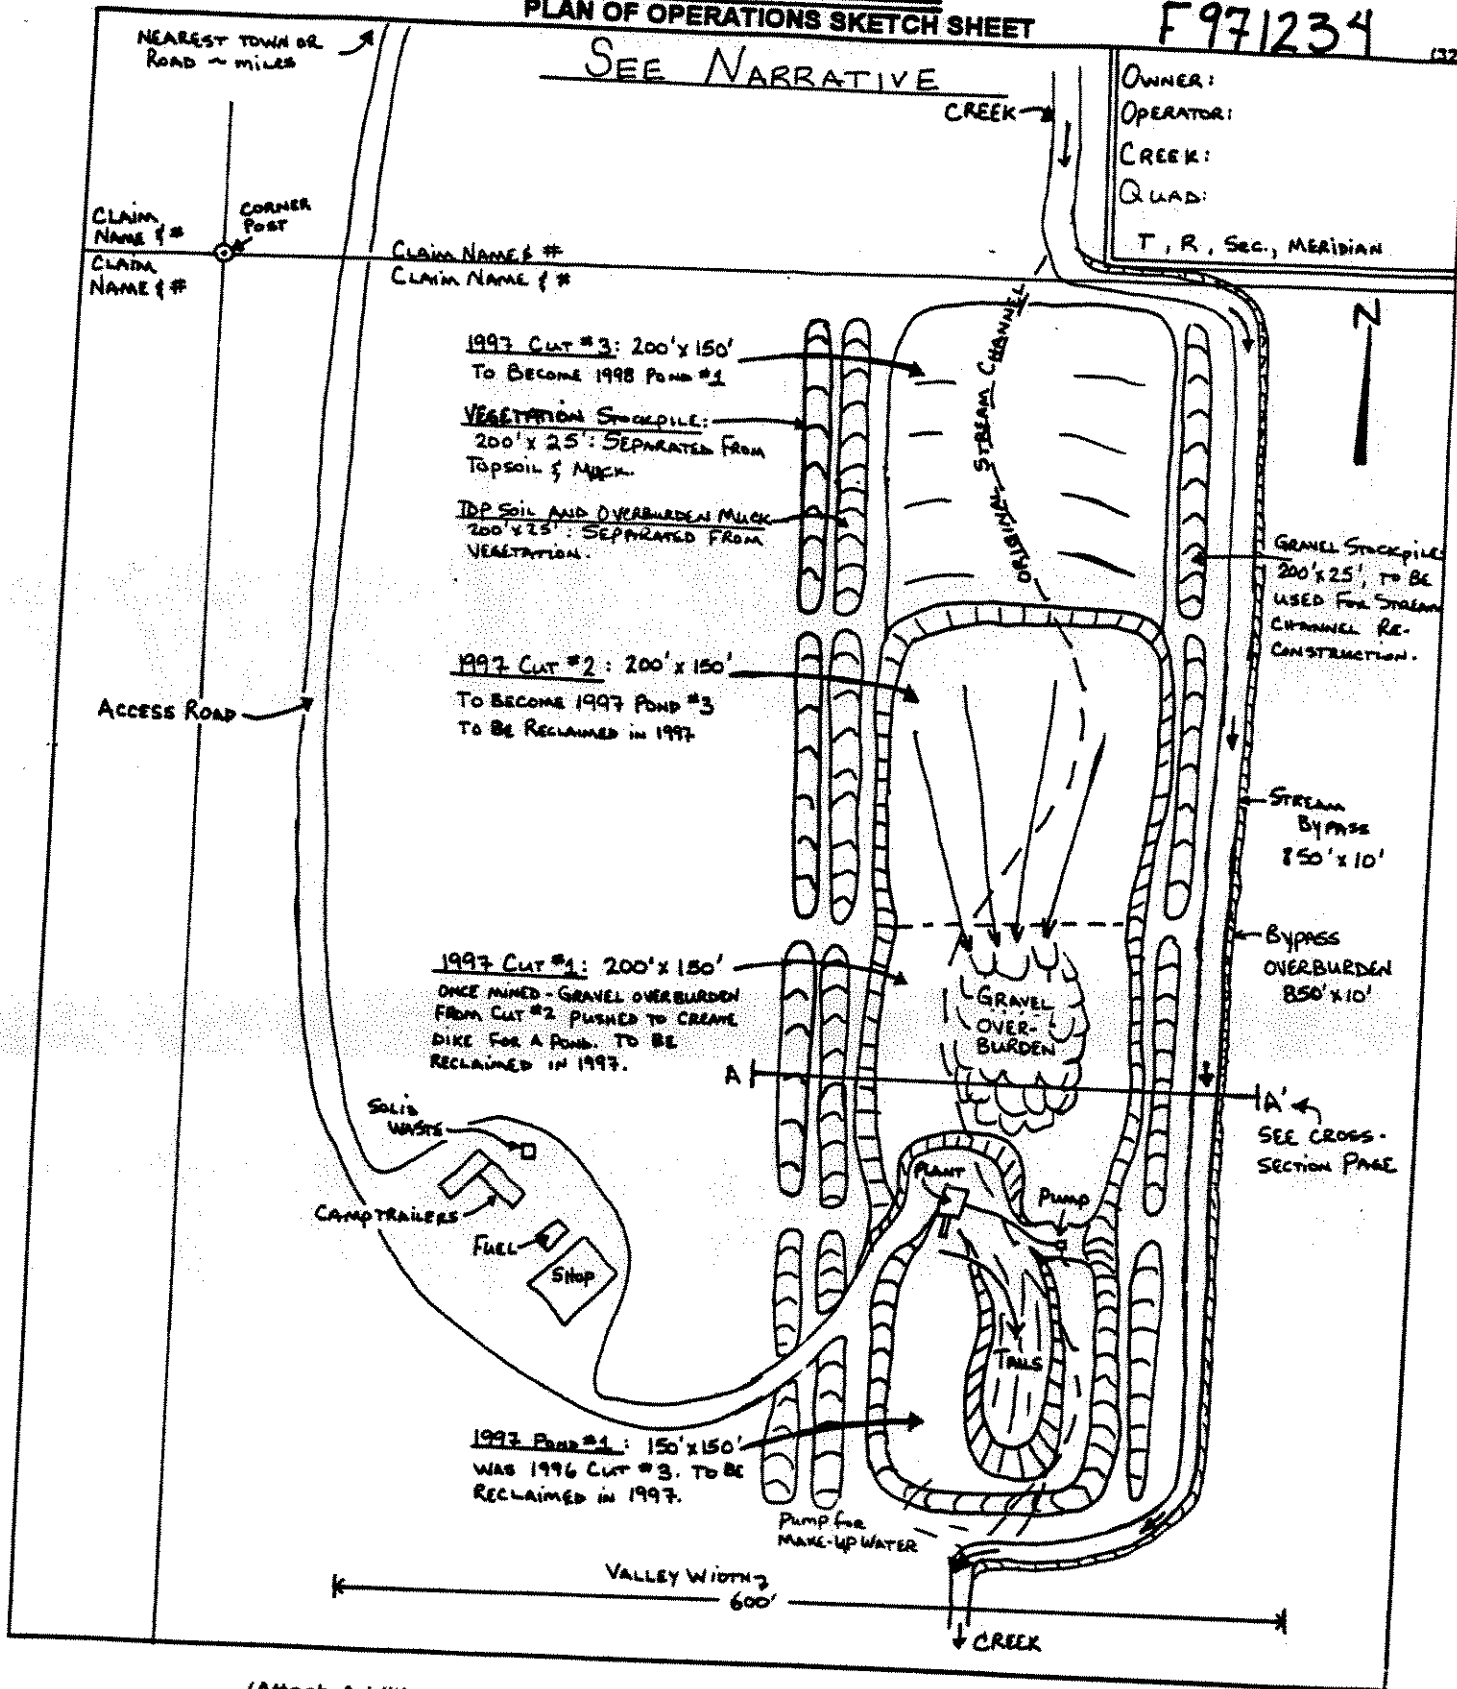 PLAN OF OPERATIONS SKETCH SHEET
F971234
NEAREST TOWN OR
ROAD ~ MILES
SEE NARRATIVE
CREEK
OWNER:
OPERATOR:
CREEK:
QUAD:
T , R , SEC., MERIDIAN
CLAIM
NAME & #
CORNER
POST
CLAIM
NAME & #
CLAIM NAME & #
CLAIM NAME & #
N
1997 CUT #3: 200' x 150'
TO BECOME 1998 POND #1
VEGETATION STOCKPILE:
200' x 25': SEPARATED FROM
TOPSOIL & MUCK.
TOP SOIL AND OVERBURDEN MUCK
200' x 25': SEPARATED FROM
VEGETATION.
ORIGINAL STREAM CHANNEL
GRAVEL STOCKPILE:
200' x 25', TO BE
USED FOR STREAM
CHANNEL RE-
CONSTRUCTION.
1997 CUT #2: 200' x 150'
TO BECOME 1997 POND #3
TO BE RECLAIMED IN 1997
ACCESS ROAD
STREAM
BYPASS
850' x 10'
BYPASS
OVERBURDEN
850' x 10'
1997 CUT #1: 200' x 150'
ONCE MINED - GRAVEL OVERBURDEN
FROM CUT #2 PUSHED TO CREATE
DIKE FOR A POND. TO BE
RECLAIMED IN 1997.
GRAVEL
OVER-
BURDEN
A
A'
SEE CROSS-
SECTION PAGE
SOLID
WASTE
CAMP TRAILERS
FUEL
SHOP
PLANT
PUMP
TAILS
1997 POND #1: 150' x 150'
WAS 1996 CUT #3. TO BE
RECLAIMED IN 1997.
PUMP FOR
MAKE-UP WATER
VALLEY WIDTH
600'
CREEK